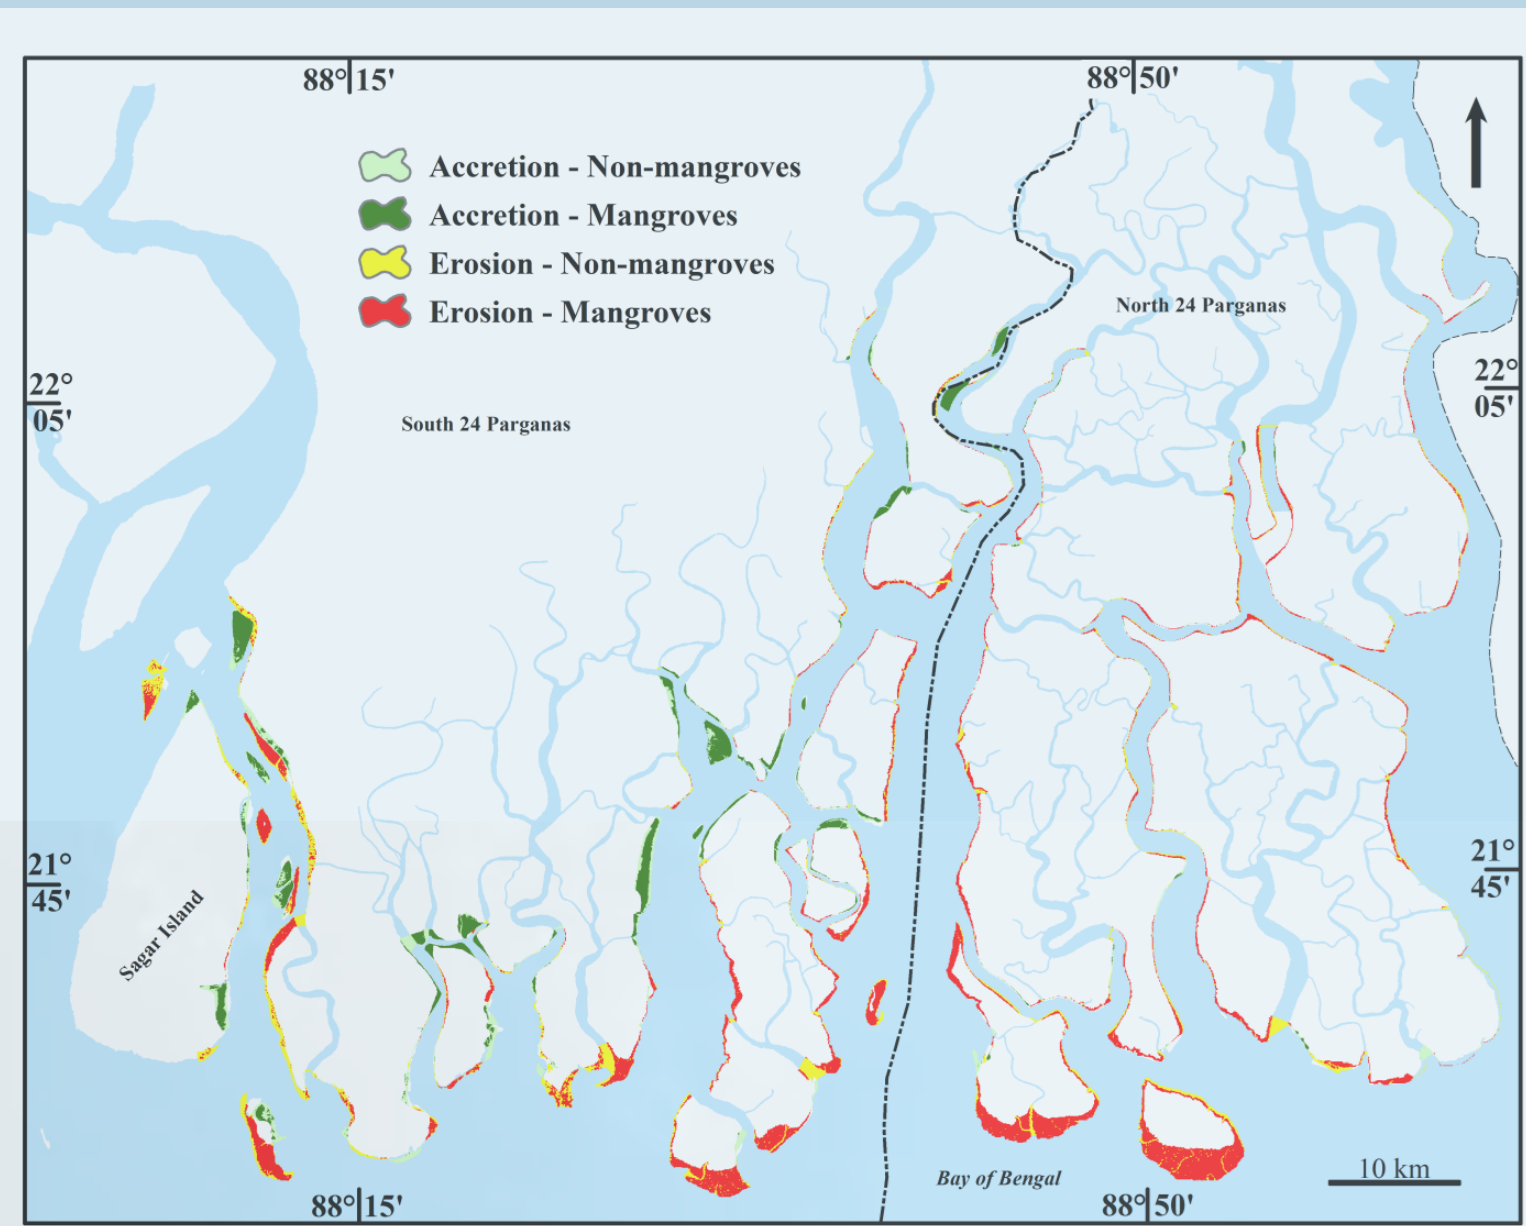 88° 15'
88° 50'
Accretion - Non-mangroves
Accretion - Mangroves
Erosion - Non-mangroves
Erosion - Mangroves
North 24 Parganas
22°
05'
22°
05'
South 24 Parganas
21°
45'
21°
45'
Sagar Island
Bay of Bengal
10 km
88° 15'
88° 50'